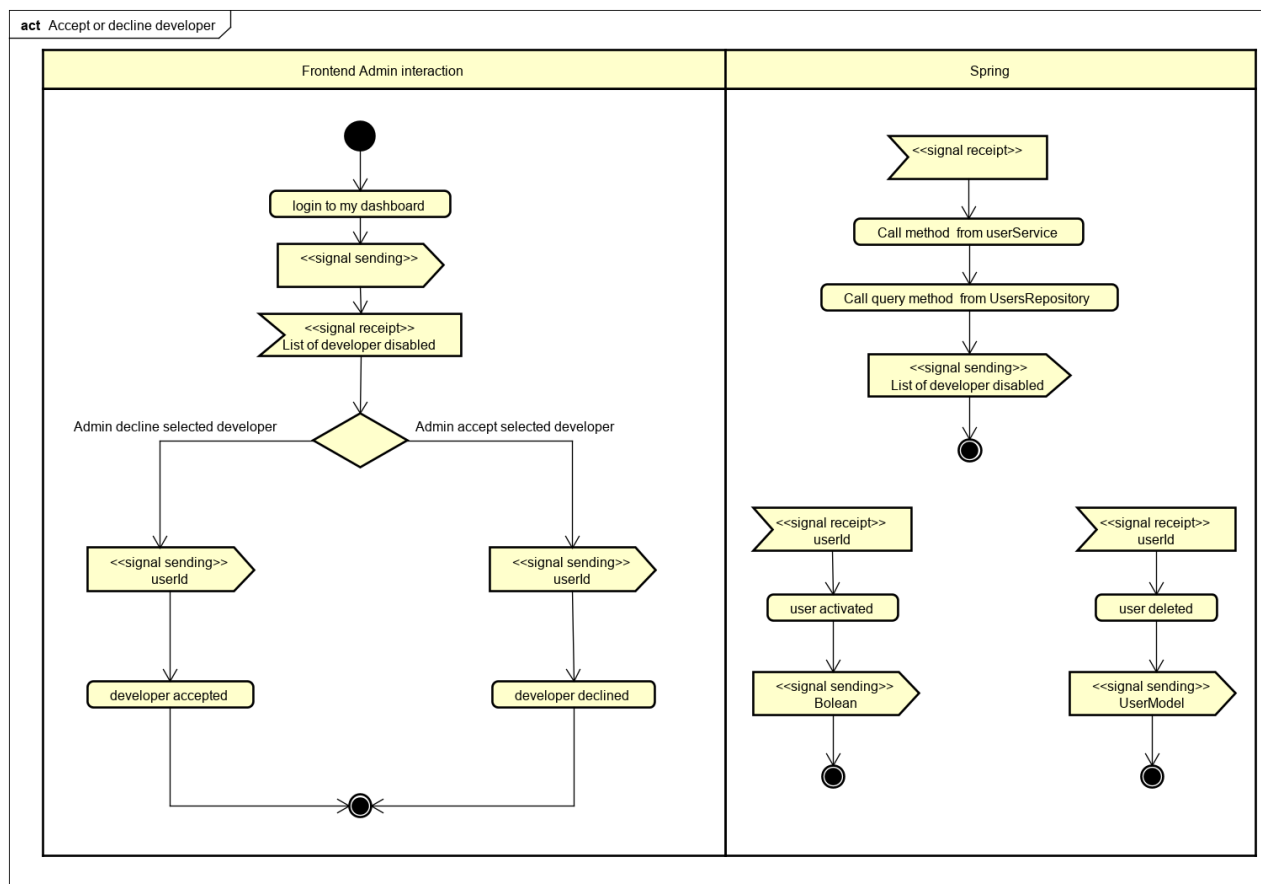 act Accept or decline developer
Frontend Admin interaction
Spring
login to my dashboard
<<signal sending>>
<<signal receipt>>
List of developer disabled
Admin decline selected developer
Admin accept selected developer
<<signal sending>>
userId
<<signal sending>>
userId
developer accepted
developer declined
<<signal receipt>>
Call method from userService
Call query method from UsersRepository
<<signal sending>>
List of developer disabled
<<signal receipt>>
userId
user activated
<<signal sending>>
Bolean
<<signal receipt>>
userId
user deleted
<<signal sending>>
UserModel